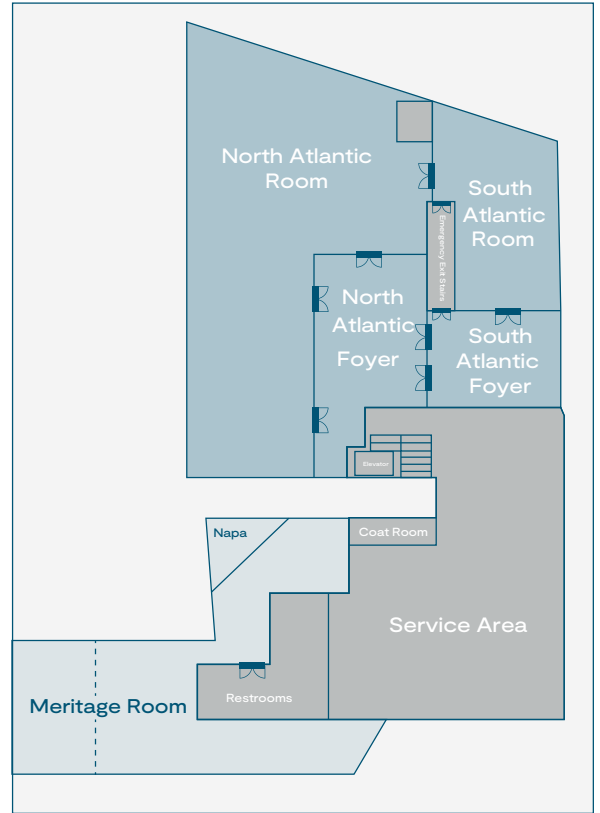 North Atlantic
Room
South
Atlantic
Room
Emergency Exit Stairs
North
Atlantic
Foyer
South
Atlantic
Foyer
Elevator
Napa
Coat Room
Service Area
Restrooms
Meritage Room